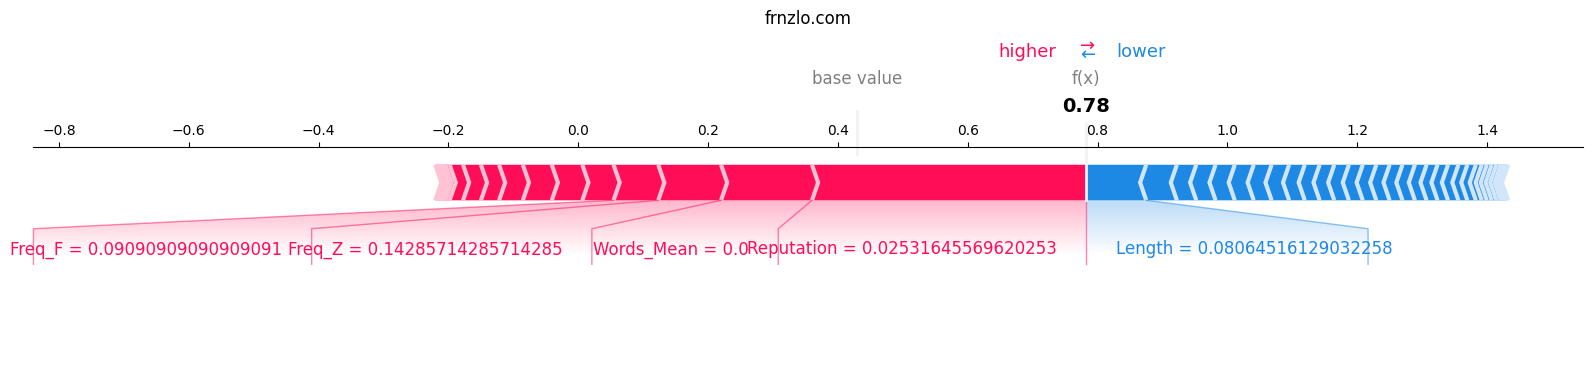 frnzlo.com
higher → ← lower
base value f(x)
0.78
−0.8 −0.6 −0.4 −0.2 0.0 0.2 0.4 0.6 0.8 1.0 1.2 1.4
Freq_F = 0.09090909090909091 Freq_Z = 0.14285714285714285 Words_Mean = 0.0 Reputation = 0.02531645569620253 Length = 0.08064516129032258